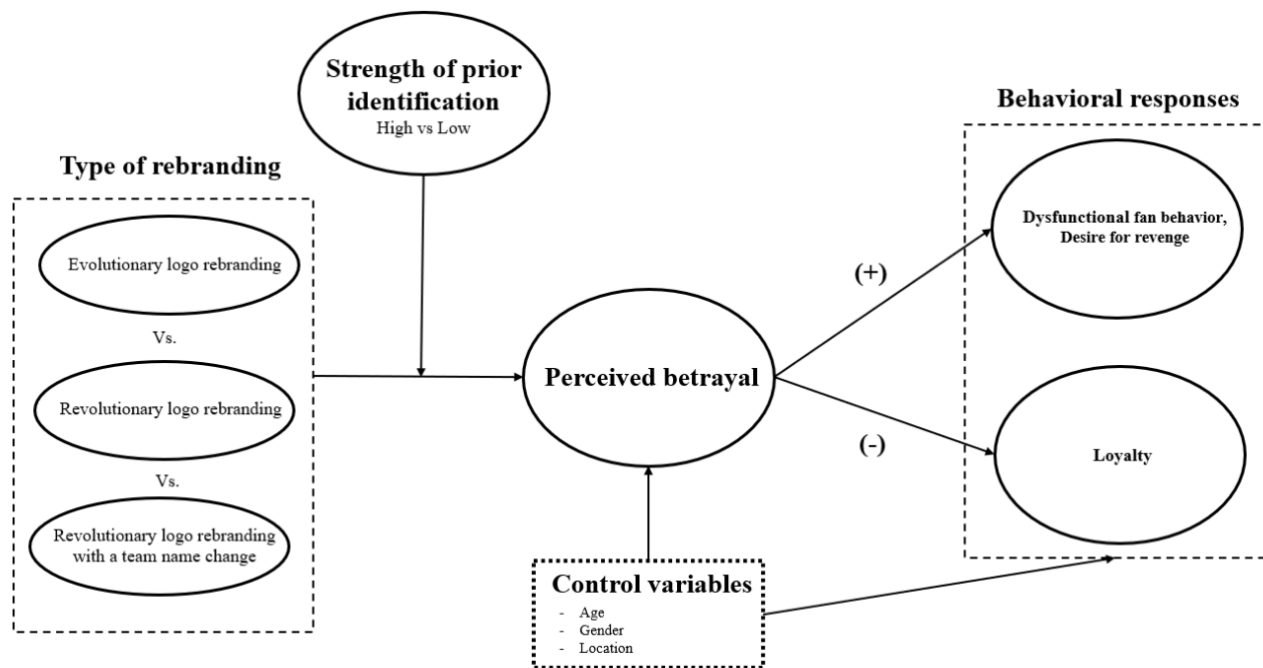 Strength of prior
identification
High vs Low
Behavioral responses
Type of rebranding
Dysfunctional fan behavior,
Desire for revenge
Evolutionary logo rebranding
(+)
Vs.
Perceived betrayal
Revolutionary logo rebranding
(-)
Loyalty
Vs.
Revolutionary logo rebranding
with a team name change
Control variables
- Age
- Gender
- Location